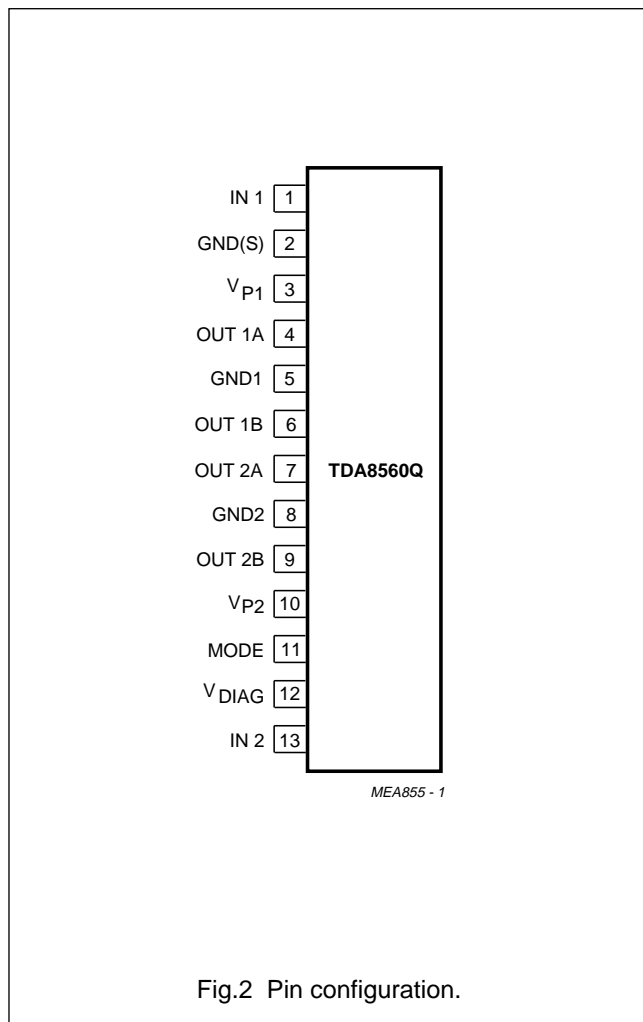 IN 1 1
GND(S) 2
VP1 3
OUT 1A 4
GND1 5
OUT 1B 6
OUT 2A 7 TDA8560Q
GND2 8
OUT 2B 9
VP2 10
MODE 11
VDIAG 12
IN 2 13
MEA855 - 1
Fig.2 Pin configuration.